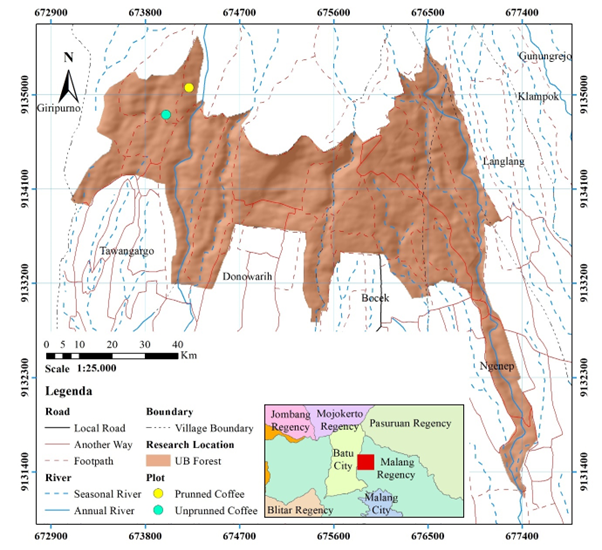 672900 673800 674700 675600 676500 677400
N
Gunungrejo
9135000 9135000
Klampok
Giripurno
Langlang
9134100 9134100
Tawangargo
Donowarih
9133200 9133200
Bocek
0 5 10 20 30 40
Km
Scale 1:25.000
Ngenep
9132300 9132300
Legenda
Road
Local Road
Another Way
Footpath
River
Seasonal River
Annual River
Boundary
Village Boundary
Research Location
UB Forest
Plot
Prunned Coffee
Unprunned Coffee
Jombang
Regency
Mojokerto
Regency
Pasuruan Regency
Batu
City
Malang
Regency
Malang
City
Blitar Regency
9131400 9131400
672900 673800 674700 675600 676500 677400